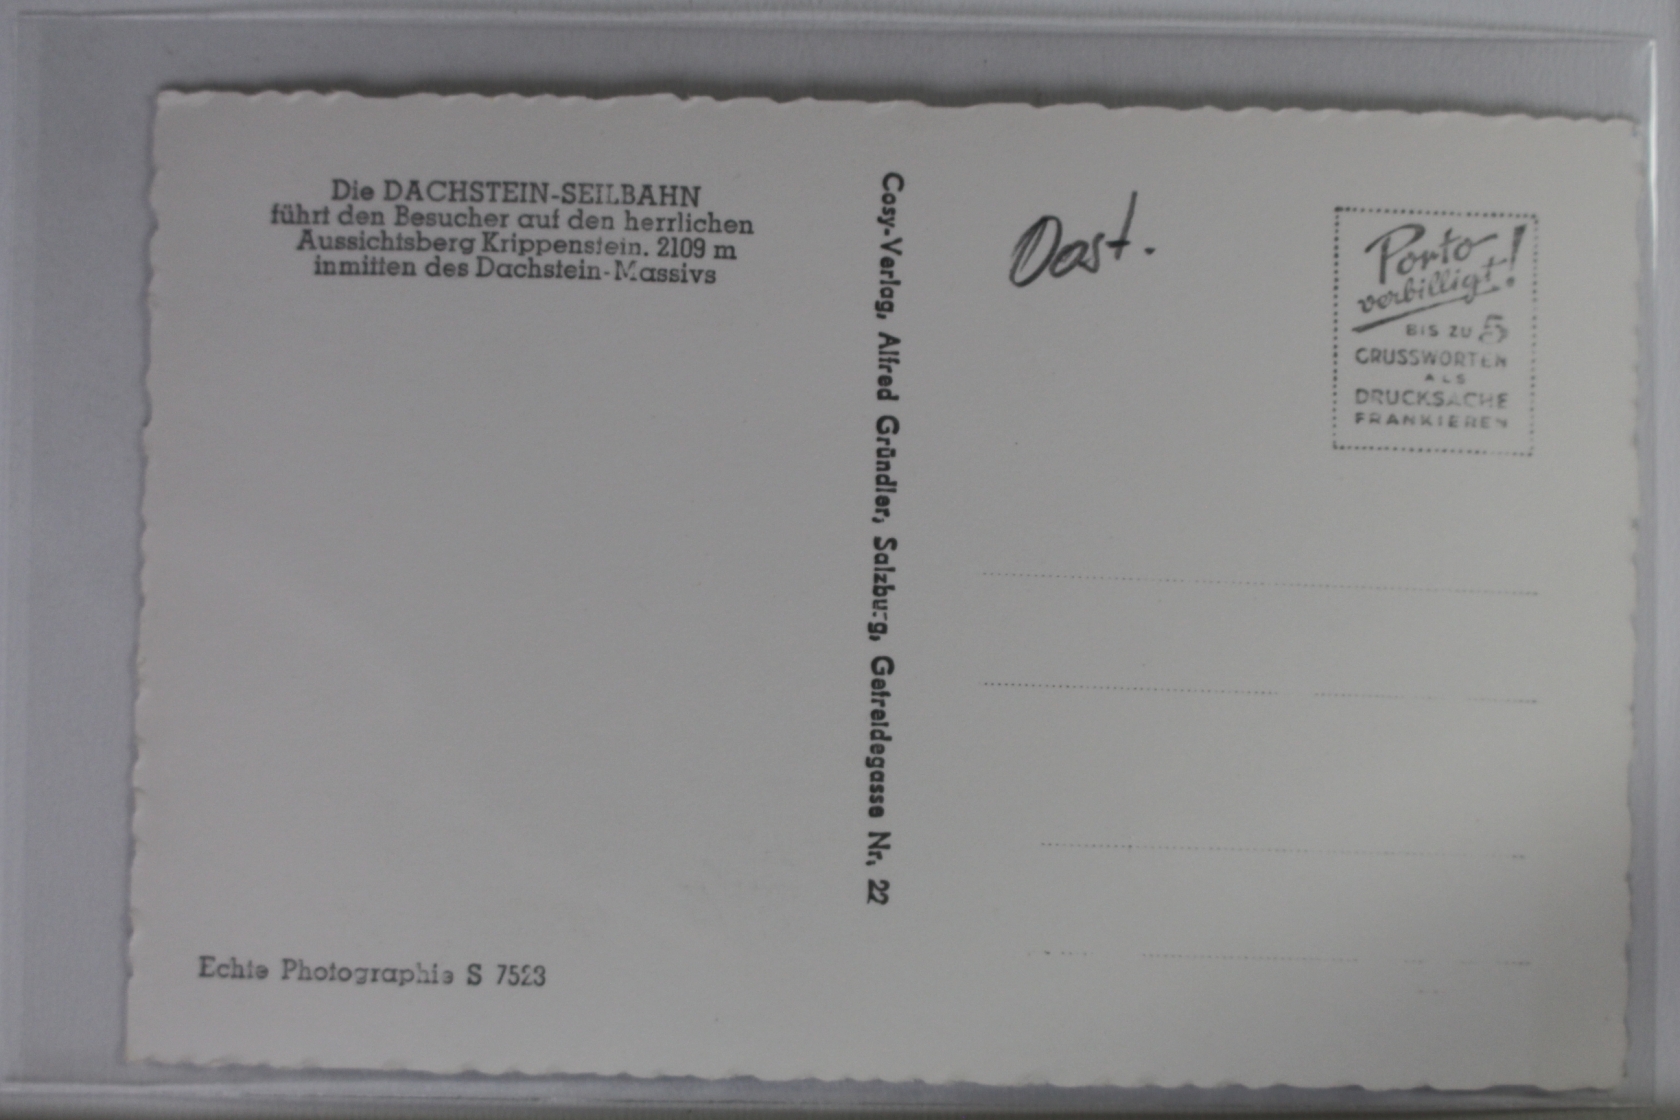 Die DACHSTEIN-SEILBAHN
führt den Besucher auf den herrlichen
Aussichtsberg Krippenstein. 2109 m
inmitten des Dachstein-Massivs
Echte Photographie S 7523
Cosy-Verlag, Alfred Gründler, Salzburg, Getreidegasse Nr. 22
Oest.
Porto
verbilligt!
BIS ZU 5
GRUSSWORTEN
ALS
DRUCKSACHE
FRANKIEREN